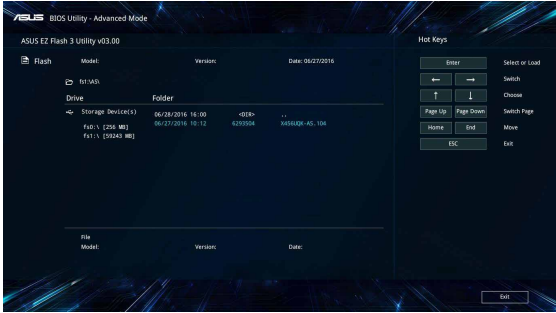 ASUS BIOS Utility - Advanced Mode
ASUS EZ Flash 3 Utility v03.00
Hot Keys
Flash
Model: Version: Date: 06/27/2016
fs1:\A5\
Drive Folder
Storage Device(s)
fs0:\ [256 MB]
fs1:\ [59243 MB]
06/28/2016 16:00 <DIR> ..
06/27/2016 10:12 6293504 X456UQK-AS.104
File
Model: Version: Date:
Enter Select or Load
← → Switch
↑ ↓ Choose
Page Up Page Down Switch Page
Home End Move
ESC Exit
Exit